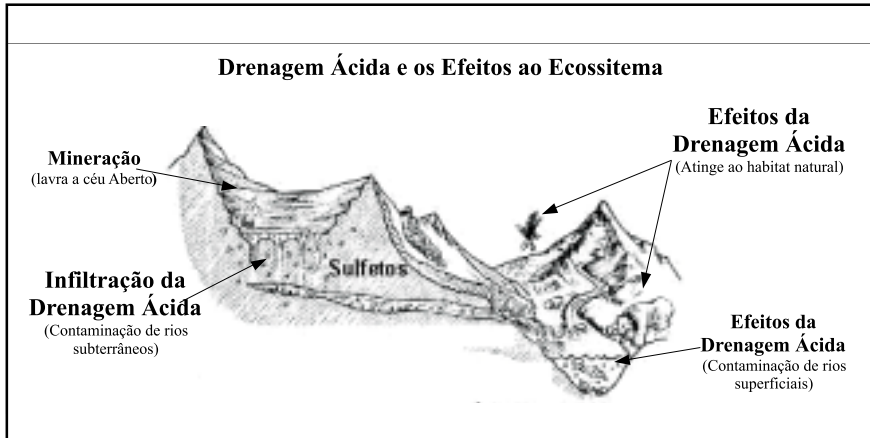 Drenagem Ácida e os Efeitos ao Ecossitema
Mineração
(lavra a céu Aberto)
Efeitos da
Drenagem Ácida
(Atinge ao habitat natural)
Sulfetos
Infiltração da
Drenagem Ácida
(Contaminação de rios
subterrâneos)
Efeitos da
Drenagem Ácida
(Contaminação de rios
superficiais)